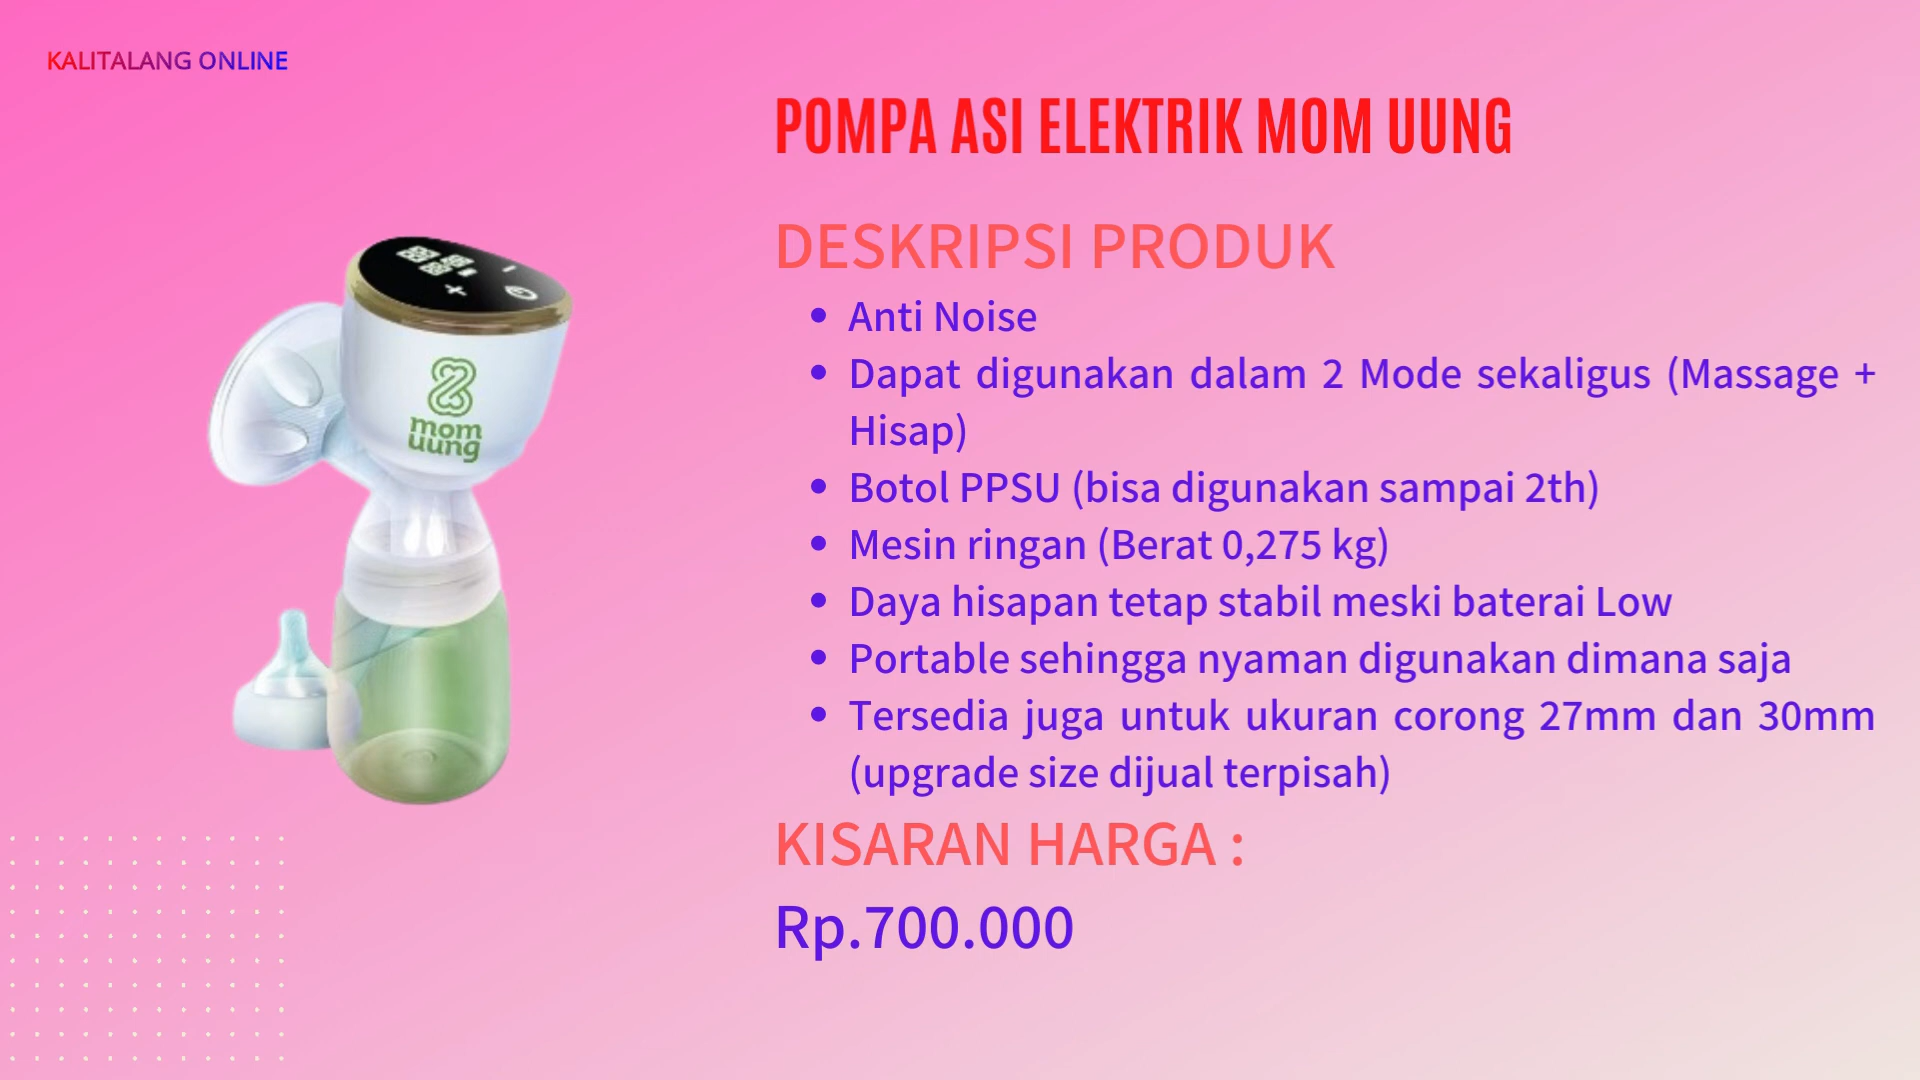 KALITALANG ONLINE
POMPA ASI ELEKTRIK MOM UUNG
DESKRIPSI PRODUK
Anti Noise
Dapat digunakan dalam 2 Mode sekaligus (Massage +
Hisap)
Botol PPSU (bisa digunakan sampai 2th)
Mesin ringan (Berat 0,275 kg)
Daya hisapan tetap stabil meski baterai Low
Portable sehingga nyaman digunakan dimana saja
Tersedia juga untuk ukuran corong 27mm dan 30mm
(upgrade size dijual terpisah)
KISARAN HARGA :
Rp.700.000
mom
uung